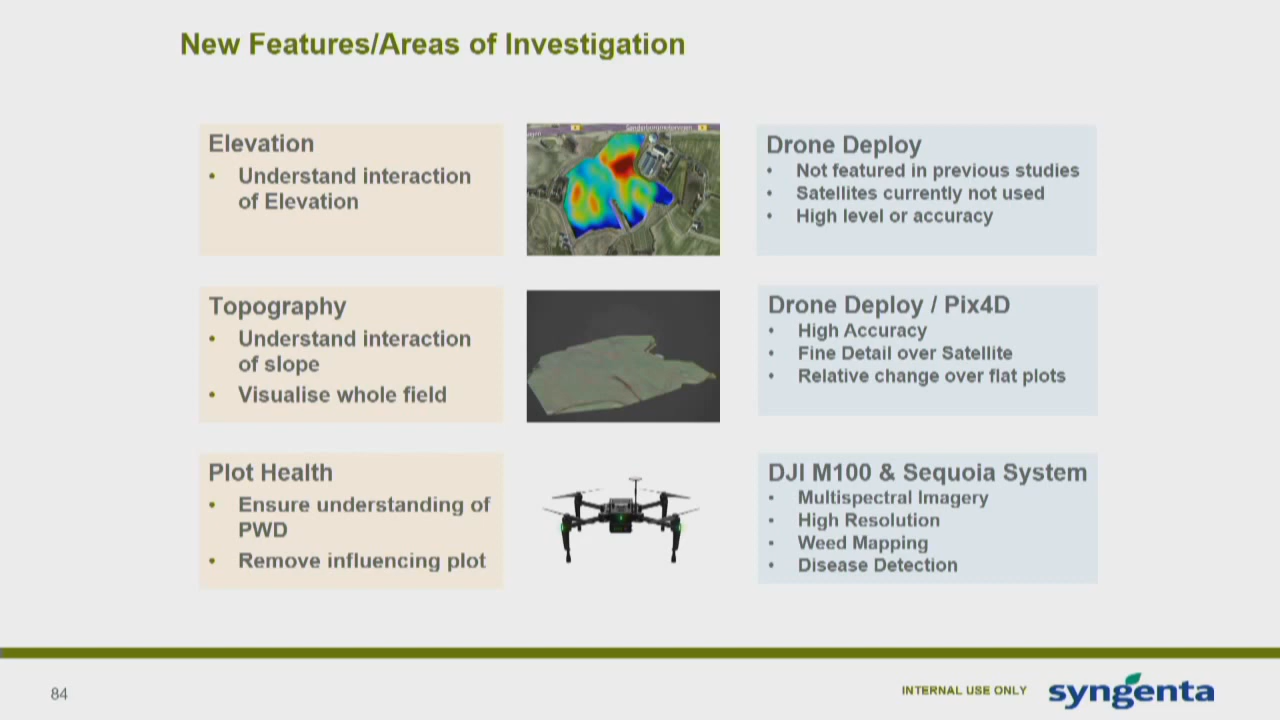 New Features/Areas of Investigation
Elevation
• Understand interaction
of Elevation
Drone Deploy
• Not featured in previous studies
• Satellites currently not used
• High level or accuracy
Topography
• Understand interaction
of slope
• Visualise whole field
Drone Deploy / Pix4D
• High Accuracy
• Fine Detail over Satellite
• Relative change over flat plots
Plot Health
• Ensure understanding of
PWD
• Remove influencing plot
DJI M100 & Sequoia System
• Multispectral Imagery
• High Resolution
• Weed Mapping
• Disease Detection
84
INTERNAL USE ONLY
syngenta